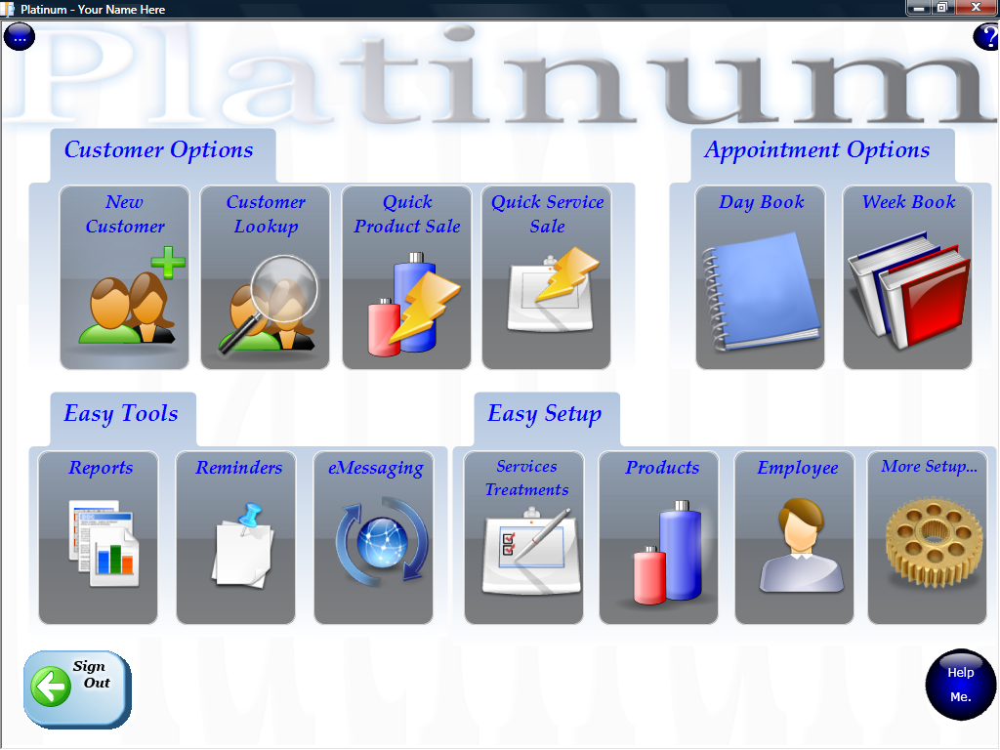 Platinum - Your Name Here
...
?
Platinum
Customer Options
Appointment Options
New
Customer
Customer
Lookup
Quick
Product Sale
Quick Service
Sale
Day Book
Week Book
Easy Tools
Easy Setup
Reports
Reminders
eMessaging
Services
Treatments
Products
Employee
More Setup...
Sign
Out
Help
Me.